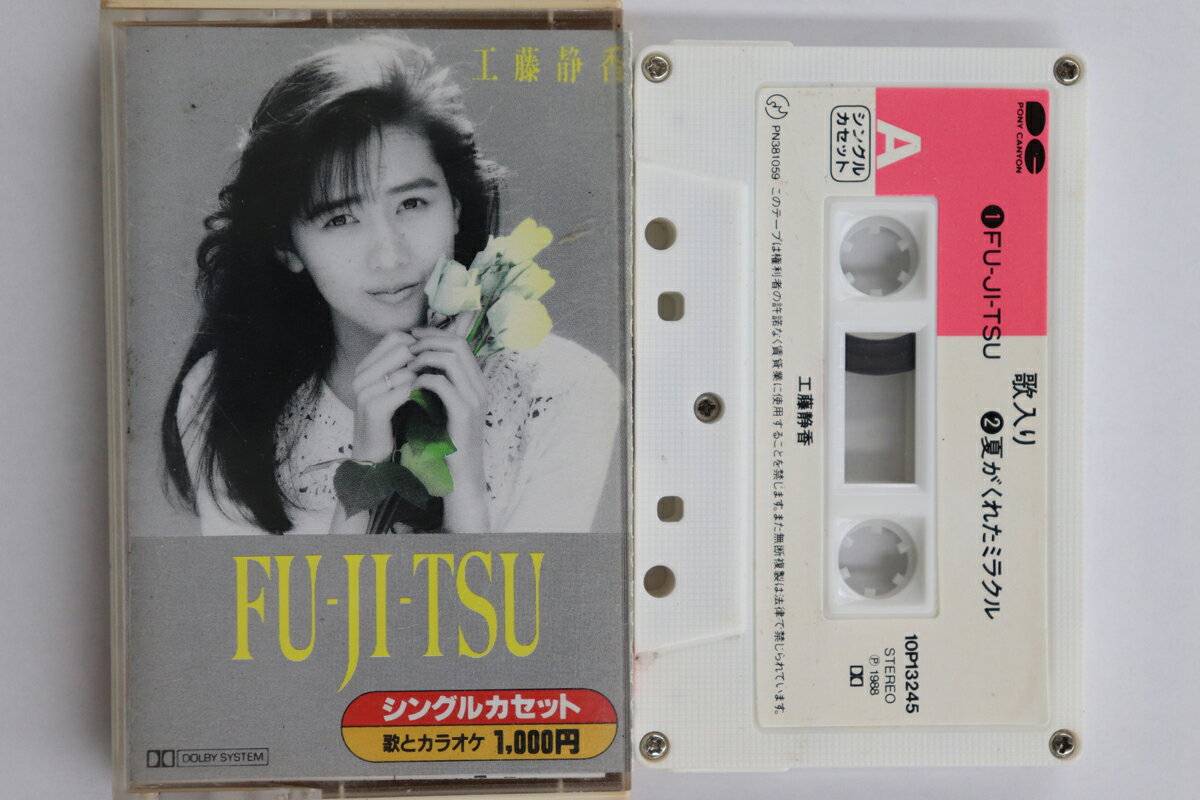 工藤静香
FU-JI-TSU
シングルカセット
歌とカラオケ 1,000円
DOLBY SYSTEM
PONY CANYON
A
シングル
カセット
歌入り
❶FU-JI-TSU ❷夏がくれたミラクル
工藤静香
PN381059 このテープは権利者の許諾なく賃貸業に使用することを禁じます。また無断複製は法律で禁じられています。
10P13245
STEREO
Ⓟ1988